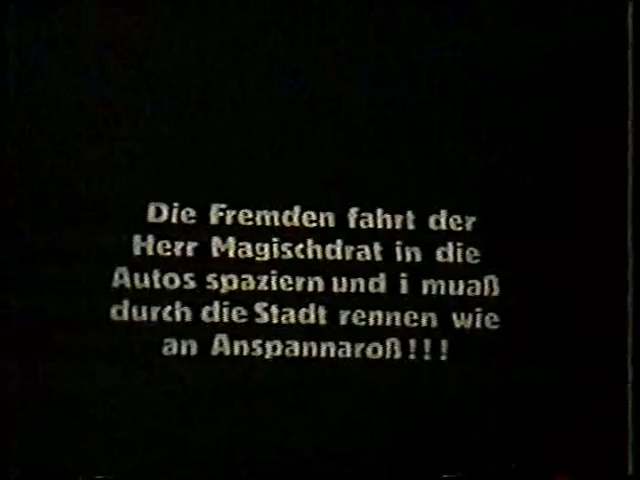 Die Fremden fahrt der
Herr Magischdrat in die
Autos spaziern und i muaß
durch die Stadt rennen wie
an Anspannaroß!!!